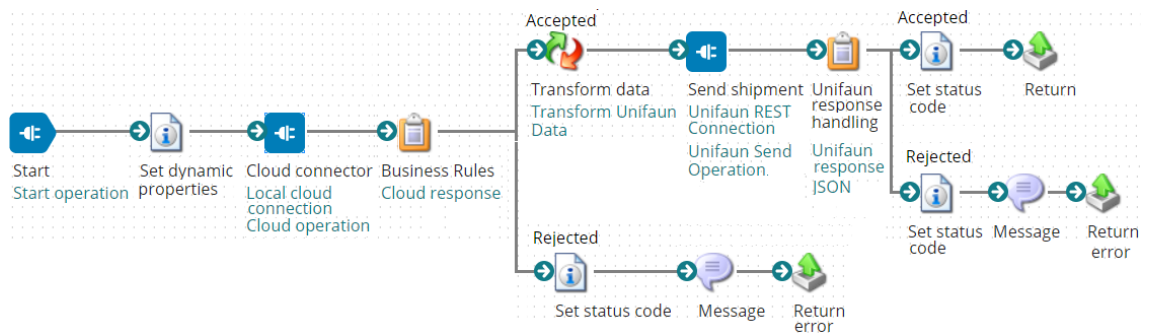 Start
Start operation
Set dynamic
properties
Cloud connector
Local cloud
connection
Cloud operation
Business Rules
Cloud response
Accepted
Transform data
Transform Unifaun
Data
Send shipment
Unifaun REST
Connection
Unifaun Send
Operation.
Unifaun
response
handling
Unifaun
response
JSON
Accepted
Set status
code
Return
Rejected
Set status
code
Message
Return
error
Rejected
Set status code
Message
Return
error